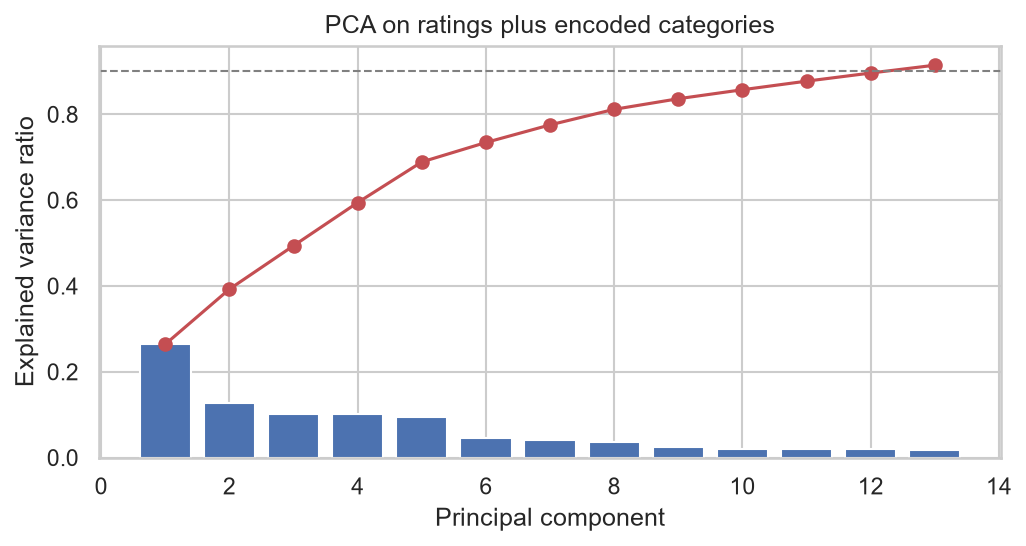 PCA on ratings plus encoded categories
Explained variance ratio
0.8
0.6
0.4
0.2
0.0
0 2 4 6 8 10 12 14
Principal component